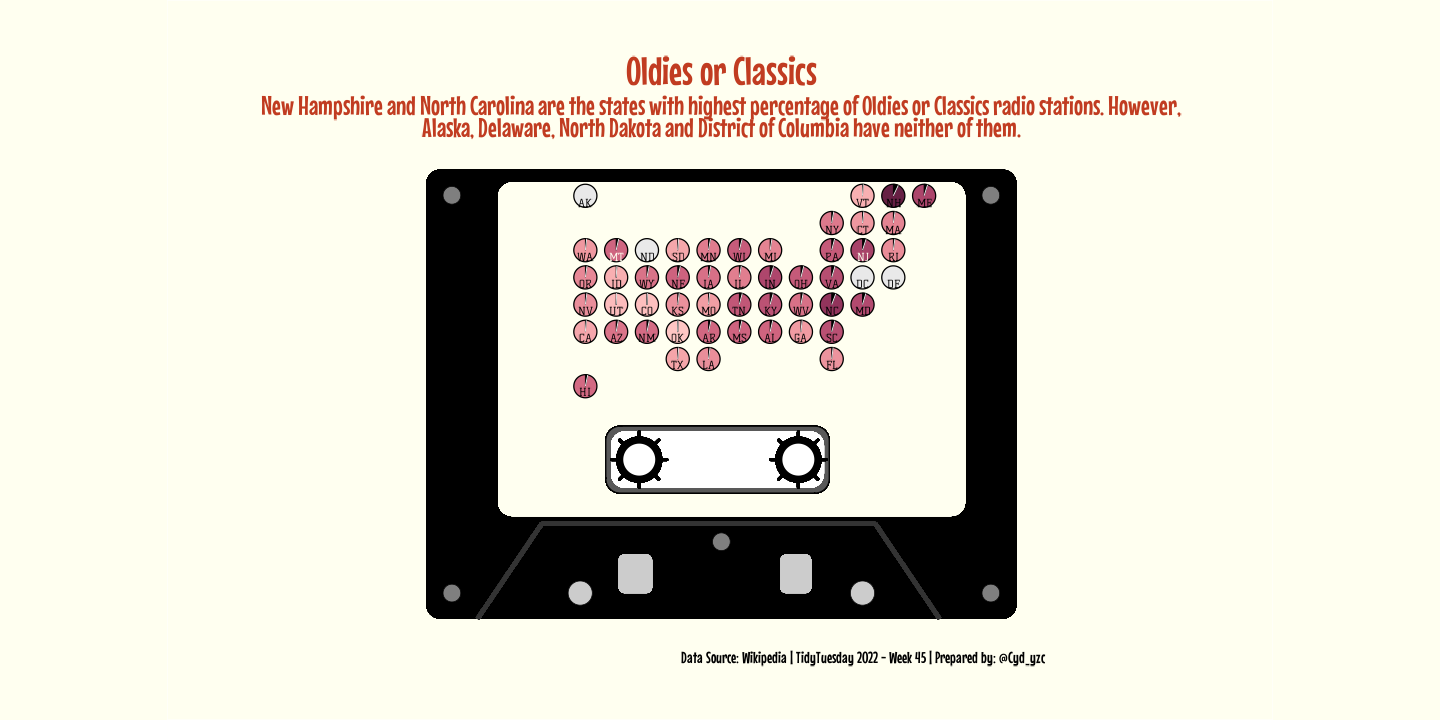 Oldies or Classics
New Hampshire and North Carolina are the states with highest percentage of Oldies or Classics radio stations. However,
Alaska, Delaware, North Dakota and District of Columbia have neither of them.
AK VT NH ME
NY CT MA
WA MT ND SD MN WI MI PA NJ RI
OR ID WY NE IA IL IN OH VA DC DE
NV UT CO KS MO TN KY WV NC MD
CA AZ NM OK AR MS AL GA SC
TX LA FL
HI
Data Source: Wikipedia | TidyTuesday 2022 - Week 45 | Prepared by: @Cyd_yzc